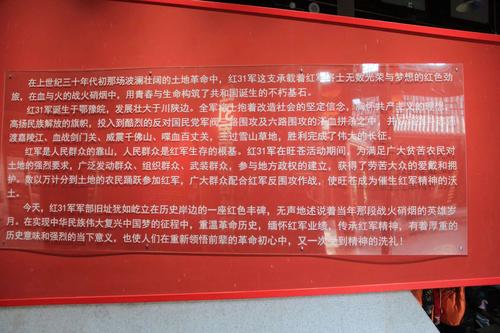 在上世纪三十年代初那场波澜壮阔的土地革命中，红31军这支承载着红军将士无数光荣与梦想的红色劲
旅，在血与火的战火硝烟中，用青春与生命构筑了共和国诞生的不朽基石。
红31军诞生于鄂豫皖，发展壮大于川陕边。全军将士抱着改造社会的坚定信念，胸怀共产主义的理想，
高扬民族解放的旗帜，投入到酷烈的反对国民党军阀三路围攻及六路围攻的浴血拼杀之中，并
渡嘉陵江、血战剑门关、威震千佛山、喋血百丈关，三过雪山草地，胜利完成了伟大的长征。
红军是人民群众的靠山，人民群众是红军生存的根基。红31军在旺苍活动期间，为满足广大贫苦农民对
土地的强烈要求，广泛发动群众、组织群众、武装群众，参与地方政权的建立，获得了劳苦大众的爱戴和拥
护。数以万计分到土地的农民踊跃参加红军，广大群众配合红军反围攻作战，使旺苍成为催生红军精神的沃
土。
今天，红31军军部旧址犹如屹立在历史岸边的一座红色丰碑，无声地述说着当年那段战火硝烟的英雄岁
月。在实现中华民族伟大复兴中国梦的征程中，重温革命历史，缅怀红军业绩，传承红军精神，有着厚重的
历史意味和强烈的当下意义，也使人们在重新领悟前辈的革命初心中，又一次受到精神的洗礼！